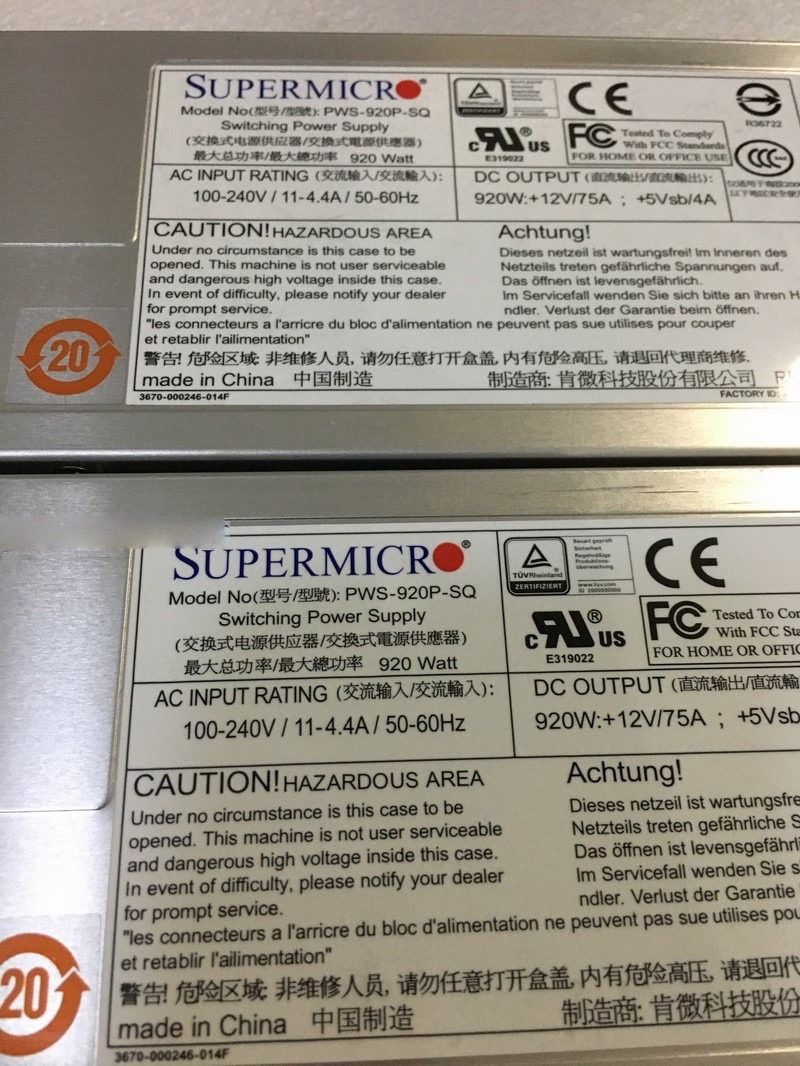 SUPERMICR®
Model No(型号/型號): PWS-920P-SQ
Switching Power Supply
(交換式电源供应器/交換式電源供應器)
最大总功率/最大總功率 920 Watt
TÜVRheinland
CE
c RU ® US
E319022
FC Tested To Comply
With FCC Standards
FOR HOME OR OFFICE USE
R36722
CCC
AC INPUT RATING (交流输入/交流輸入):
100-240V / 11-4.4A / 50-60Hz
DC OUTPUT (直流输出/直流輸出):
920W:+12V/75A ; +5Vsb/4A
CAUTION! HAZARDOUS AREA
Under no circumstance is this case to be
opened. This machine is not user serviceable
and dangerous high voltage inside this case.
In event of difficulty, please notify your dealer
for prompt service.
Achtung!
Dieses netzeil ist wartungsfrei! Im Inneren des
Netzteils treten gefährliche Spannungen auf.
Das öffnen ist levensgefährlich.
Im Servicefall wenden Sie sich bitte an ihren H
ndler. Verlust der Garantie beim öffnen.
"les connecteurs a l'arricre du bloc d'alimentation ne peuvent pas sue utilises pour couper
et retablir l'ailimentation"
警告! 危险区域: 非维修人员, 请勿任意打开盒盖, 内有危险高压, 请退回代理商维修.
made in China 中国制造
制造商: 肯微科技股份有限公司
3670-000246-014F
FACTORY ID:
20
SUPERMICR®
Model No(型号/型號): PWS-920P-SQ
Switching Power Supply
(交換式电源供应器/交換式電源供應器)
最大总功率/最大總功率 920 Watt
TÜVRheinland
ZERTIFIZIERT
Bauart geprüft
Sicherheit
Regelmäßige
Produktions-
überwachung
www.tuv.com
ID 2000000000
CE
c RU ® US
E319022
FC Tested To Com
With FCC Sta
FOR HOME OR OFFIC
AC INPUT RATING (交流输入/交流輸入):
100-240V / 11-4.4A / 50-60Hz
DC OUTPUT (直流输出/直流輸
920W:+12V/75A ; +5Vsb
CAUTION! HAZARDOUS AREA
Under no circumstance is this case to be
opened. This machine is not user serviceable
and dangerous high voltage inside this case.
In event of difficulty, please notify your dealer
for prompt service.
Achtung!
Dieses netzeil ist wartungsfre
Netzteils treten gefährliche S
Das öffnen ist levensgefährli
Im Servicefall wenden Sie s
ndler. Verlust der Garantie
"les connecteurs a l'arricre du bloc d'alimentation ne peuvent pas sue utilises pou
et retablir l'ailimentation"
警告! 危险区域: 非维修人员, 请勿任意打开盒盖, 内有危险高压, 请退回代
made in China 中国制造
制造商: 肯微科技股份
3670-000246-014F
20